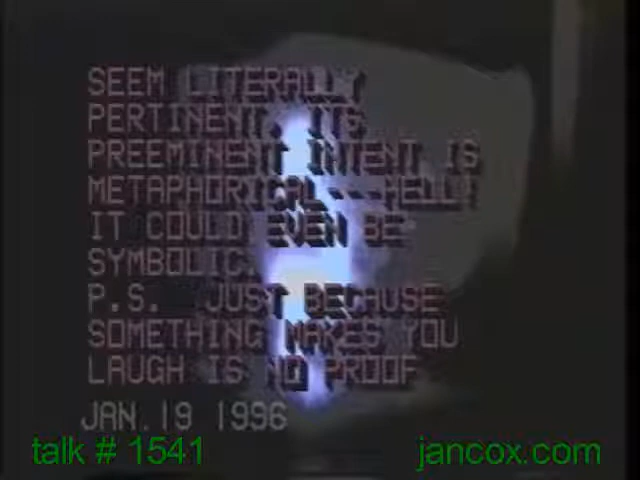 SEEM LITERALLY
PERTINENT, ITS
PREEMINENT INTENT IS
METAPHORICAL---HELL!
IT COULD EVEN BE
SYMBOLIC.
P.S. JUST BECAUSE
SOMETHING MAKES YOU
LAUGH IS NO PROOF
JAN.19 1996
talk # 1541 jancox.com